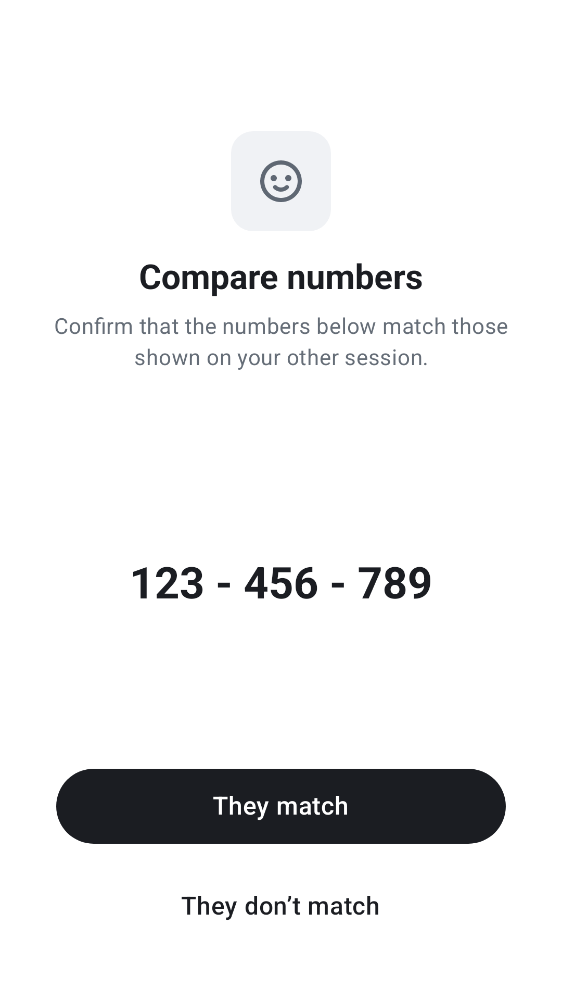 Compare numbers
Confirm that the numbers below match those
shown on your other session.
123 - 456 - 789
They match
They don’t match